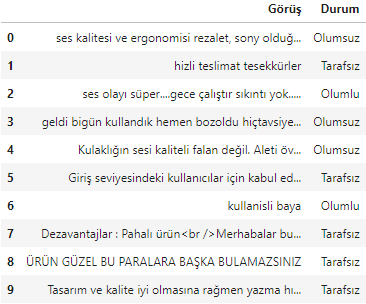 Görüş Durum
0 ses kalitesi ve ergonomisi rezalet, sony olduğ... Olumsuz
1 hizli teslimat tesekkürler Tarafsız
2 ses olayı süper....gece çalıştır sıkıntı yok..... Olumlu
3 geldi bigün kullandık hemen bozoldu hiçtavsiye... Olumsuz
4 Kulaklığın sesi kaliteli falan değil. Aleti öv... Olumsuz
5 Giriş seviyesindeki kullanıcılar için kabul ed... Tarafsız
6 kullanisli baya Olumlu
7 Dezavantajlar : Pahalı ürün<br />Merhabalar bu... Tarafsız
8 ÜRÜN GÜZEL BU PARALARA BAŞKA BULAMAZSINIZ Tarafsız
9 Tasarım ve kalite iyi olmasına rağmen yazma hı... Tarafsız